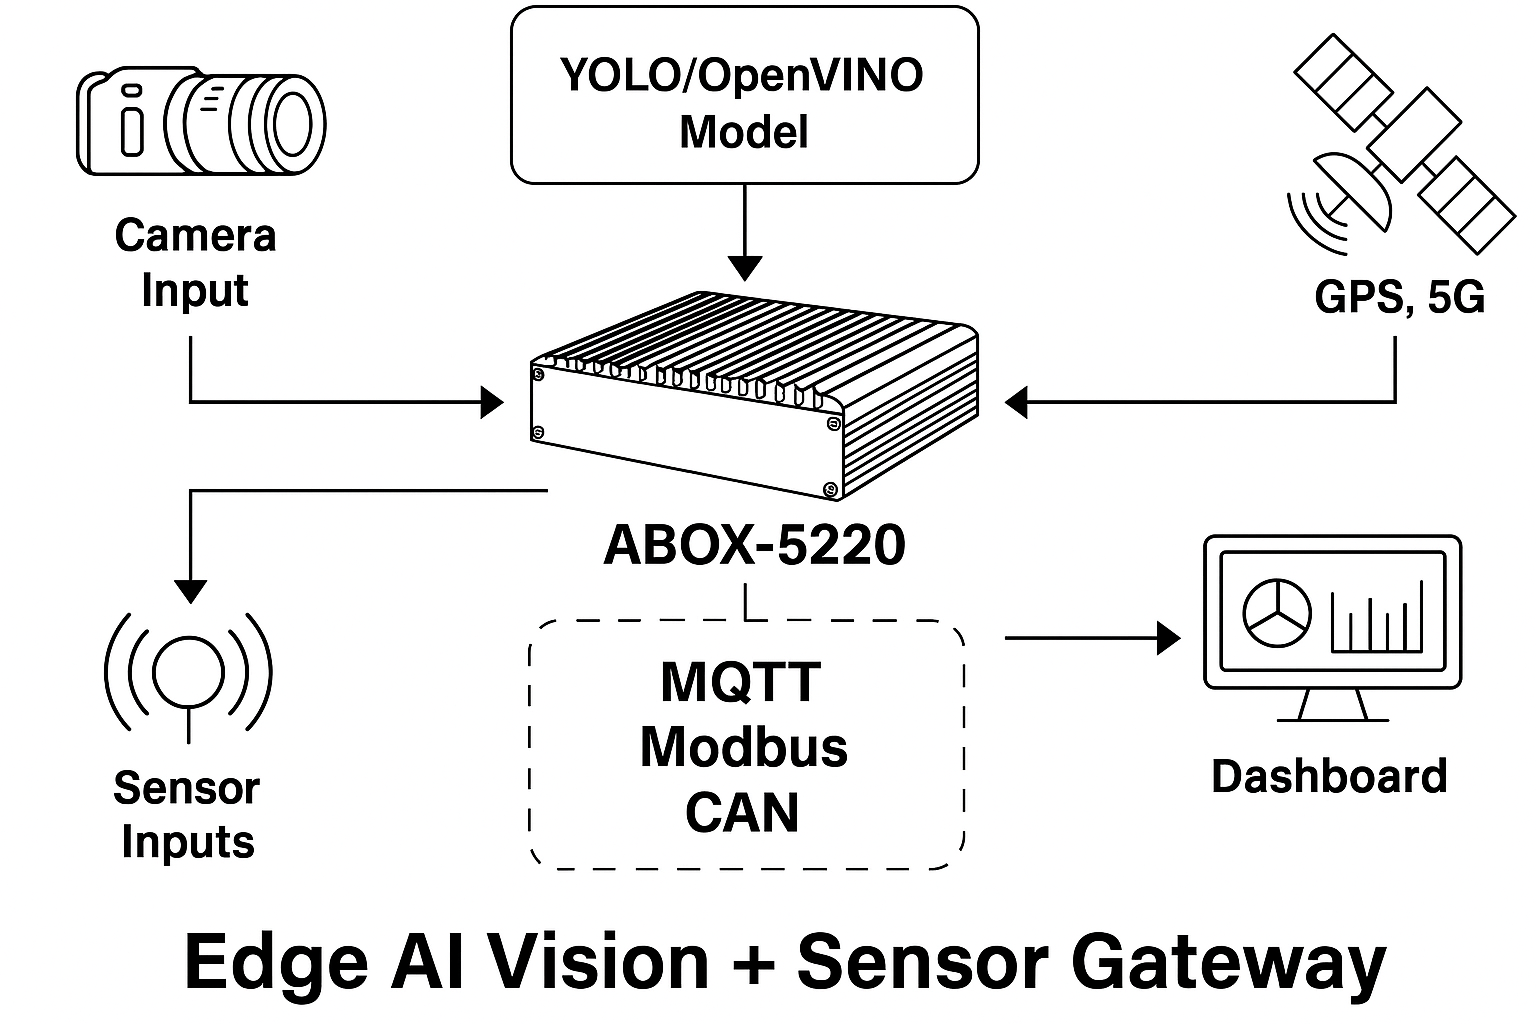 YOLO/OpenVINO
Model
Camera
Input
GPS, 5G
ABOX-5220
MQTT
Modbus
CAN
Sensor
Inputs
Dashboard
Edge AI Vision + Sensor Gateway